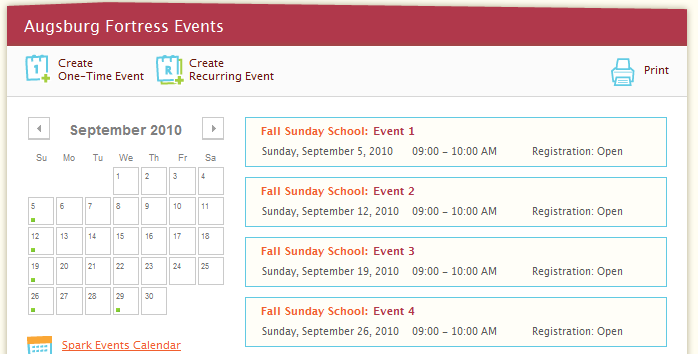 Augsburg Fortress Events
Create
One-Time Event
Create
Recurring Event
Print
September 2010
Su Mo Tu We Th Fr Sa
1 2 3 4
5 6 7 8 9 10 11
12 13 14 15 16 17 18
19 20 21 22 23 24 25
26 27 28 29 30
Spark Events Calendar
Fall Sunday School: Event 1
Sunday, September 5, 2010 09:00 – 10:00 AM Registration: Open
Fall Sunday School: Event 2
Sunday, September 12, 2010 09:00 – 10:00 AM Registration: Open
Fall Sunday School: Event 3
Sunday, September 19, 2010 09:00 – 10:00 AM Registration: Open
Fall Sunday School: Event 4
Sunday, September 26, 2010 09:00 – 10:00 AM Registration: Open